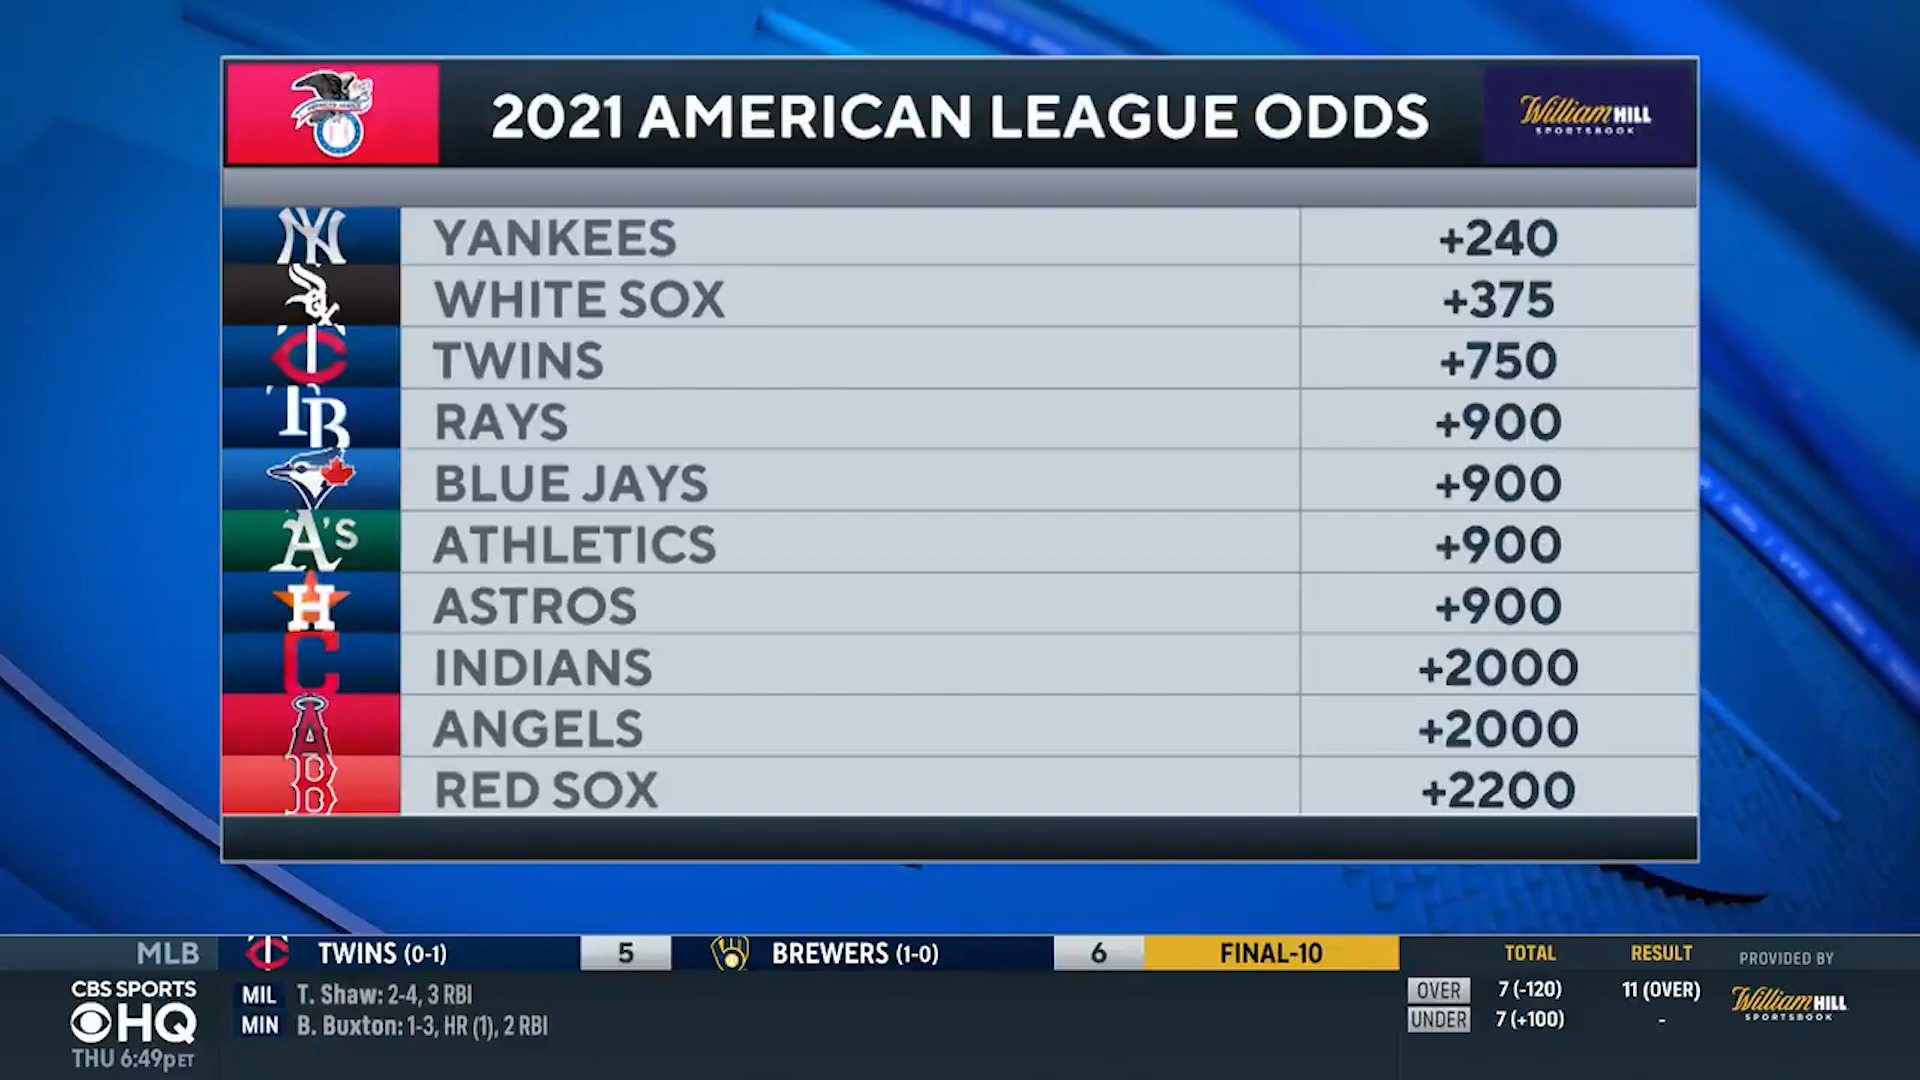 2021 AMERICAN LEAGUE ODDS
William HILL
SPORTSBOOK
YANKEES +240
WHITE SOX +375
TWINS +750
RAYS +900
BLUE JAYS +900
A's ATHLETICS +900
ASTROS +900
INDIANS +2000
ANGELS +2000
RED SOX +2200
MLB TWINS (0-1) 5 BREWERS (1-0) 6 FINAL-10 TOTAL RESULT PROVIDED BY
CBS SPORTS
HQ
THU 6:49PET
MIL T. Shaw: 2-4, 3 RBI
MIN B. Buxton: 1-3, HR (1), 2 RBI
OVER 7 (-120) 11 (OVER)
UNDER 7 (+100) -
William HILL
SPORTSBOOK